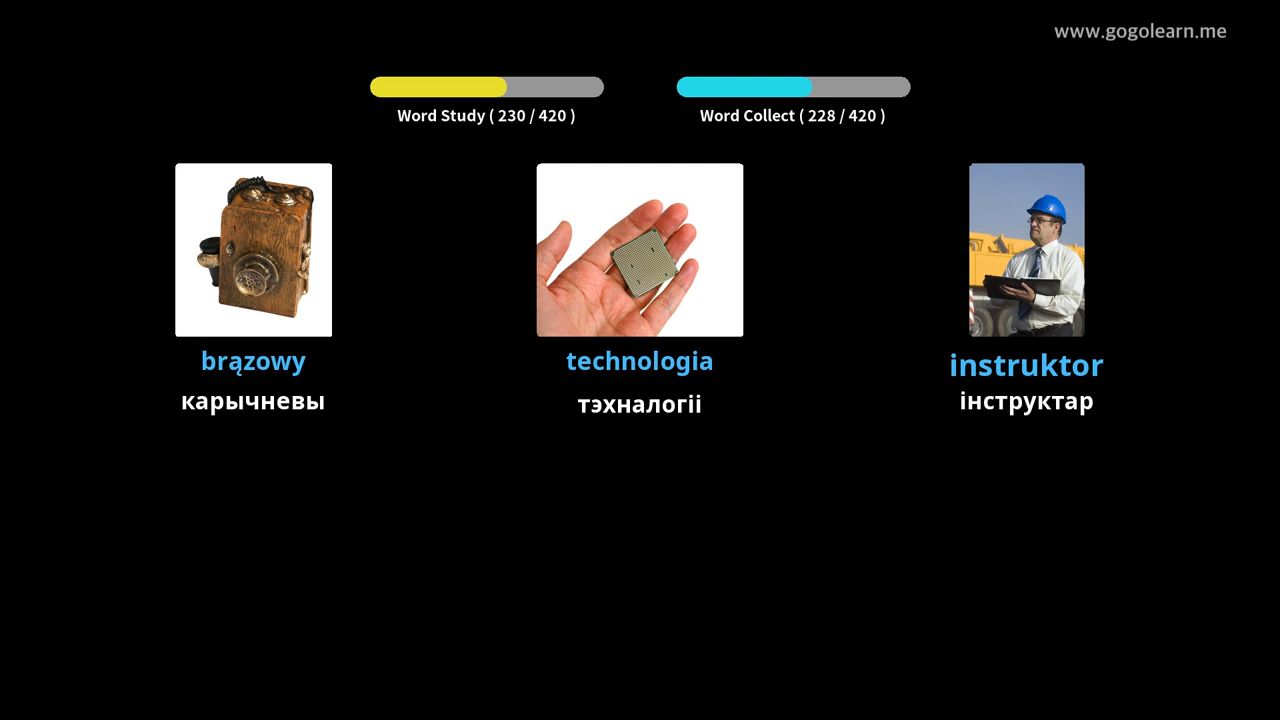 www.gogolearn.me
Word Study ( 230 / 420 )
Word Collect ( 228 / 420 )
brązowy
technologia
instruktor
карычневы
тэхналогіі
інструктар